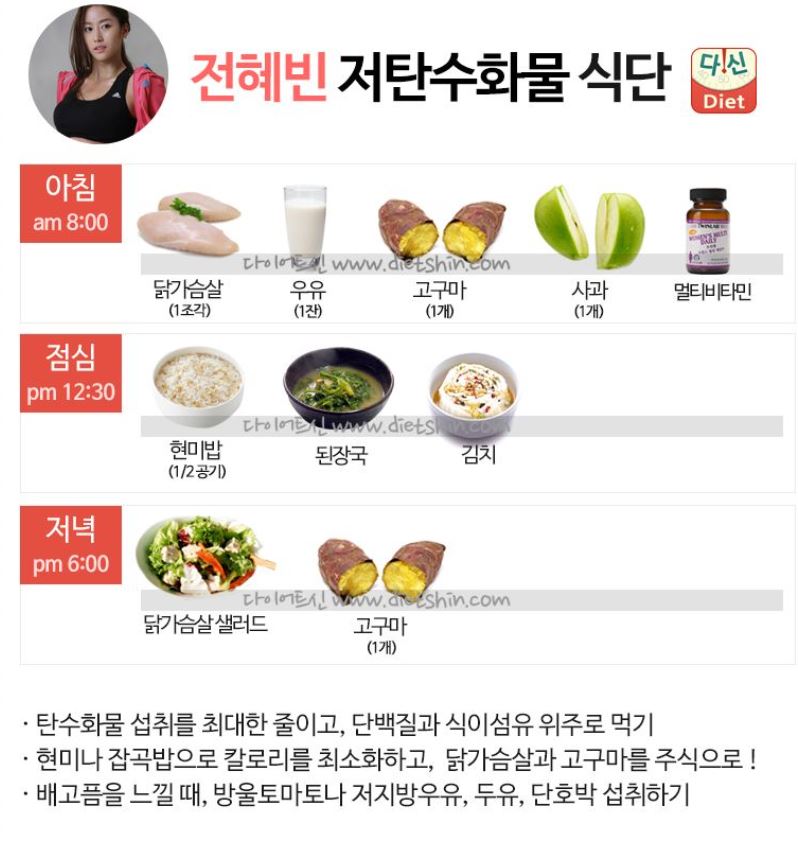 전혜빈 저탄수화물 식단
다!신
Diet
아침
am 8:00
TWINLAB
WOMEN'S MULTI
DAILY
다이어트신 www.dietshin.com
닭가슴살 우유 고구마 사과 멀티비타민
(1조각) (1잔) (1개) (1개)
점심
pm 12:30
다이어트신 www.dietshin.com
현미밥 된장국 김치
(1/2공기)
저녁
pm 6:00
다이어트신 www.dietshin.com
닭가슴살 샐러드 고구마
(1개)
· 탄수화물 섭취를 최대한 줄이고, 단백질과 식이섬유 위주로 먹기
· 현미나 잡곡밥으로 칼로리를 최소화하고, 닭가슴살과 고구마를 주식으로 !
· 배고픔을 느낄 때, 방울토마토나 저지방우유, 두유, 단호박 섭취하기